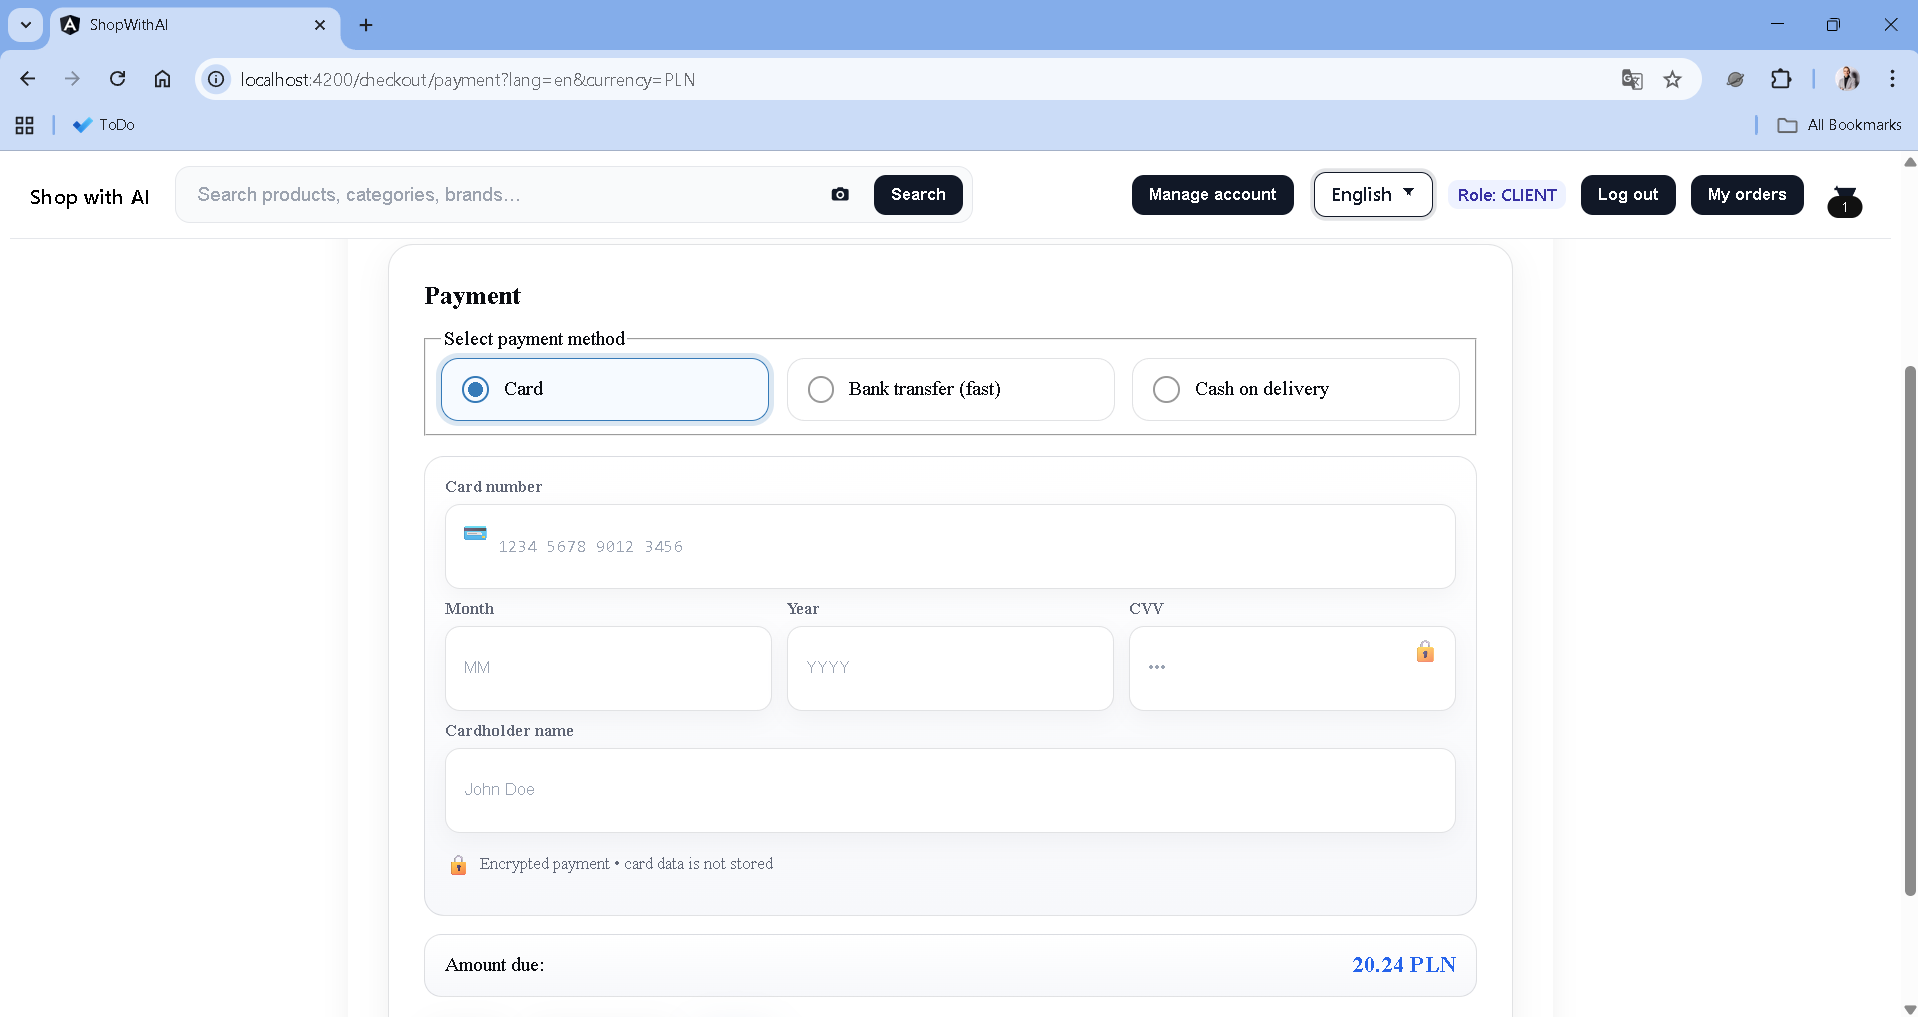 ShopWithAI
localhost:4200/checkout/payment?lang=en&currency=PLN
ToDo
All Bookmarks
Shop with AI
Search products, categories, brands...
Search
Manage account
English
Role: CLIENT
Log out
My orders
1
Payment
Select payment method
Card
Bank transfer (fast)
Cash on delivery
Card number
1234 5678 9012 3456
Month
Year
CVV
MM
YYYY
•••
Cardholder name
John Doe
Encrypted payment • card data is not stored
Amount due:
20.24 PLN